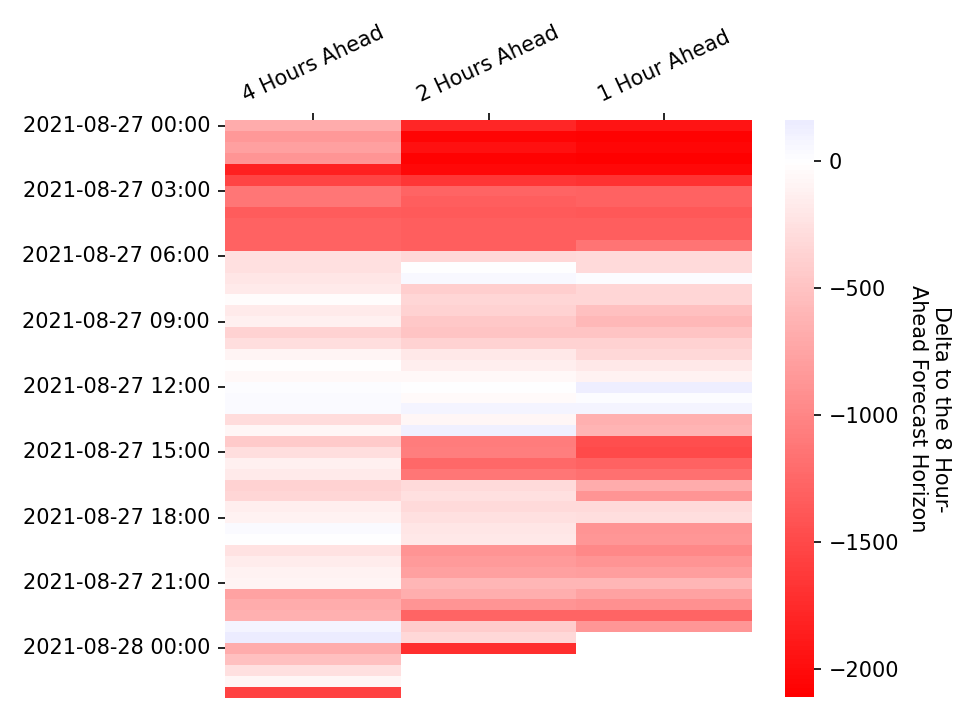 4 Hours Ahead
2 Hours Ahead
1 Hour Ahead
2021-08-27 00:00
2021-08-27 03:00
2021-08-27 06:00
2021-08-27 09:00
2021-08-27 12:00
2021-08-27 15:00
2021-08-27 18:00
2021-08-27 21:00
2021-08-28 00:00
0
−500
−1000
−1500
−2000
Delta to the 8 Hour-
Ahead Forecast Horizon